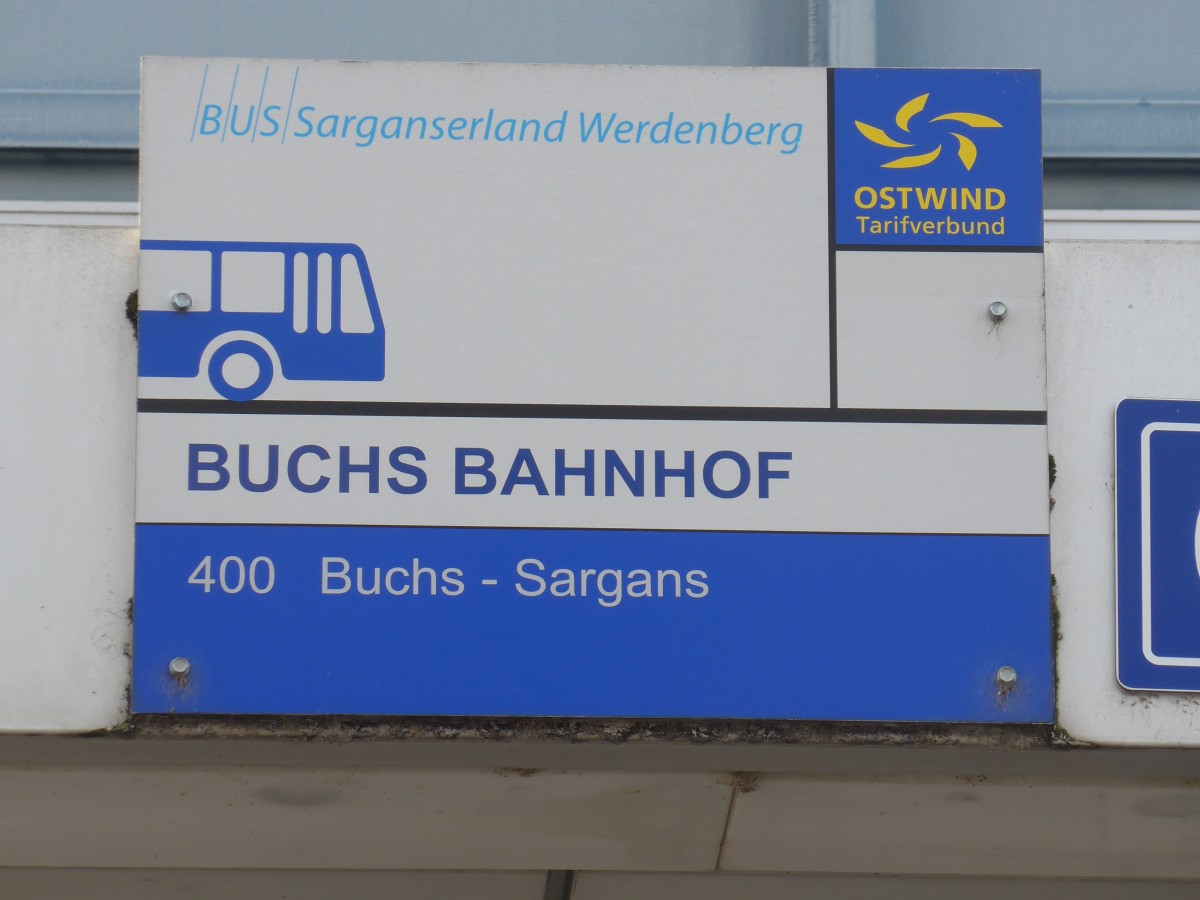 BUS Sarganserland Werdenberg
OSTWIND
Tarifverbund
BUCHS BAHNHOF
400 Buchs - Sargans